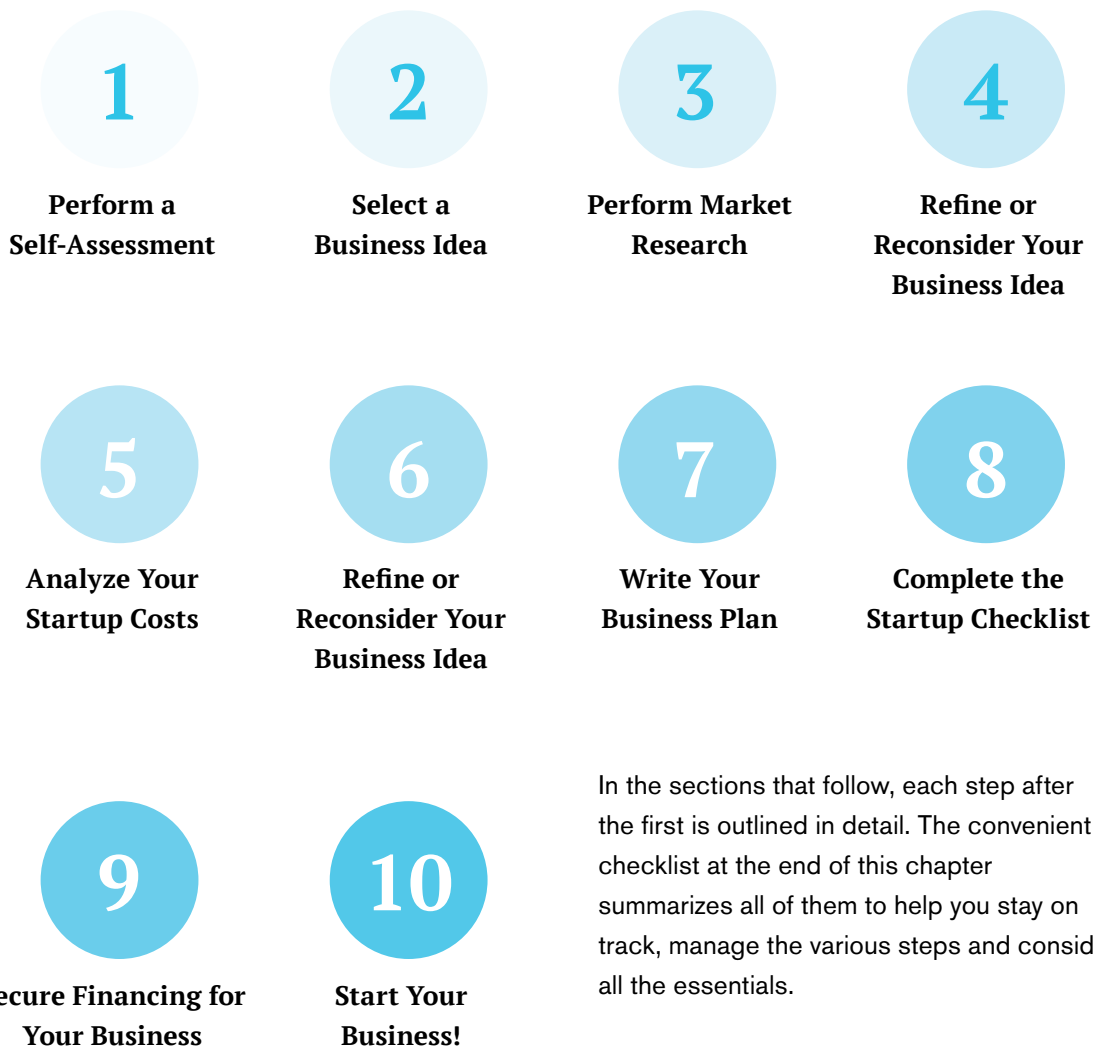 1
Perform a
Self-Assessment
2
Select a
Business Idea
3
Perform Market
Research
4
Refine or
Reconsider Your
Business Idea
5
Analyze Your
Startup Costs
6
Refine or
Reconsider Your
Business Idea
7
Write Your
Business Plan
8
Complete the
Startup Checklist
9
ecure Financing for
Your Business
10
Start Your
Business!
In the sections that follow, each step after
the first is outlined in detail. The convenient
checklist at the end of this chapter
summarizes all of them to help you stay on
track, manage the various steps and consid
all the essentials.